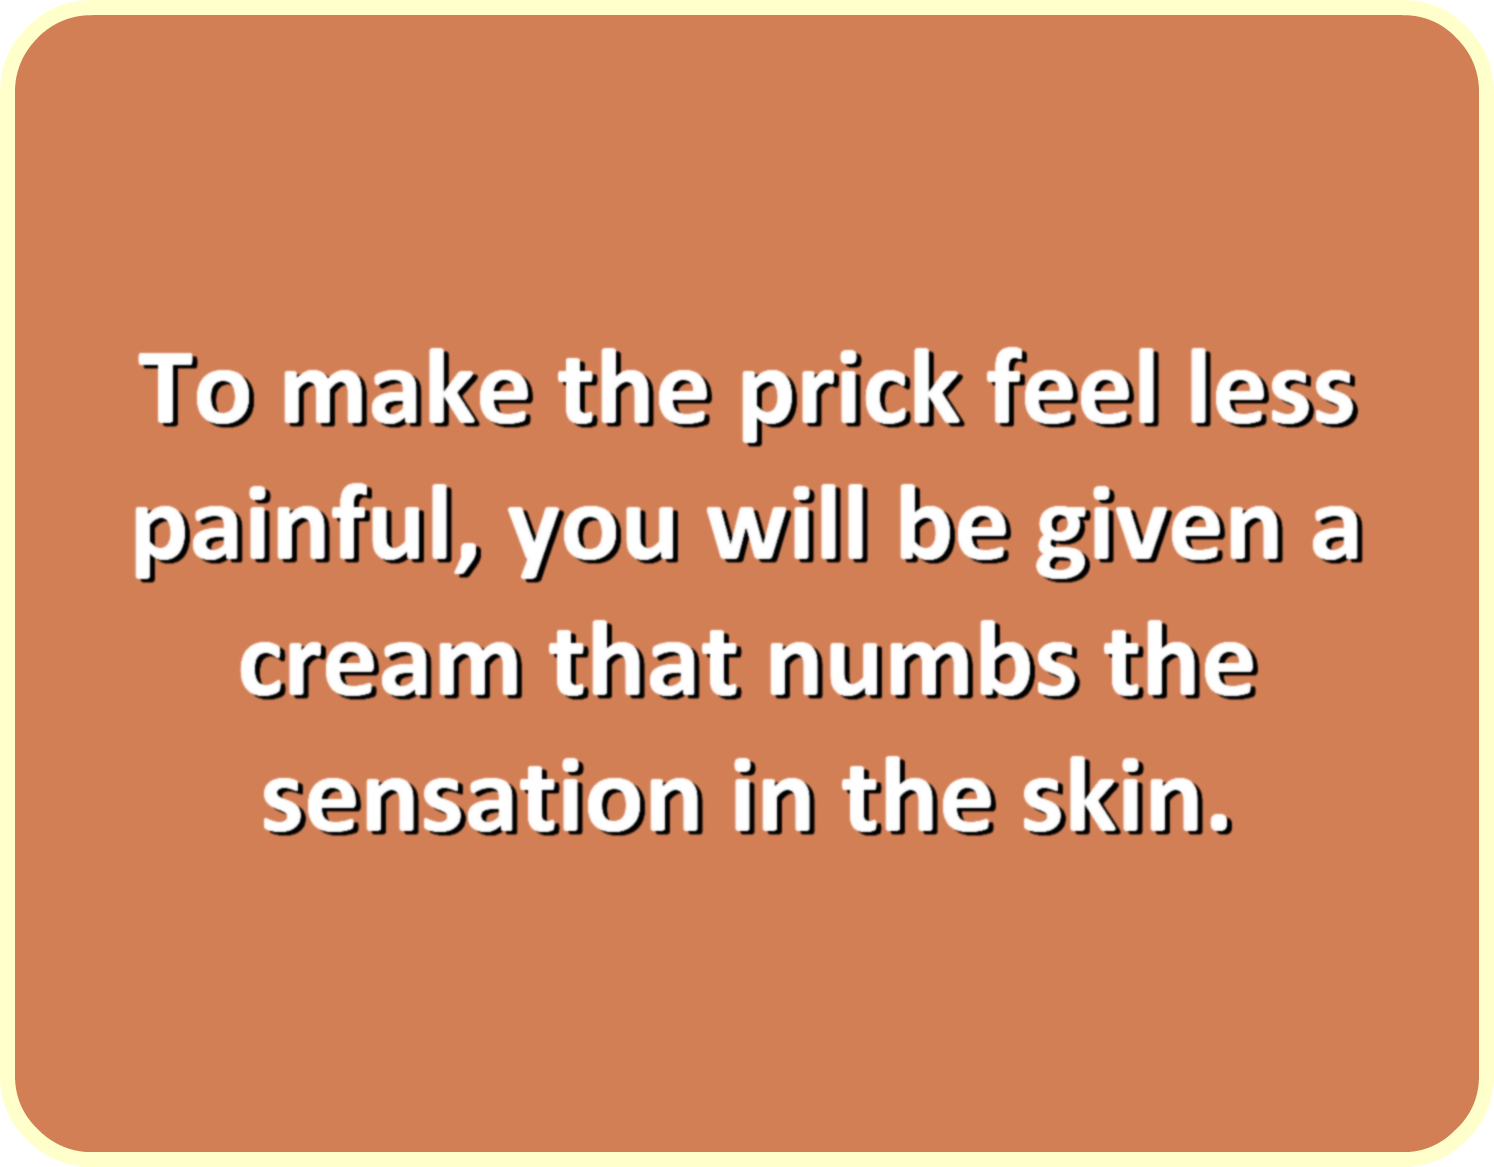 To make the prick feel less
painful, you will be given a
cream that numbs the
sensation in the skin.